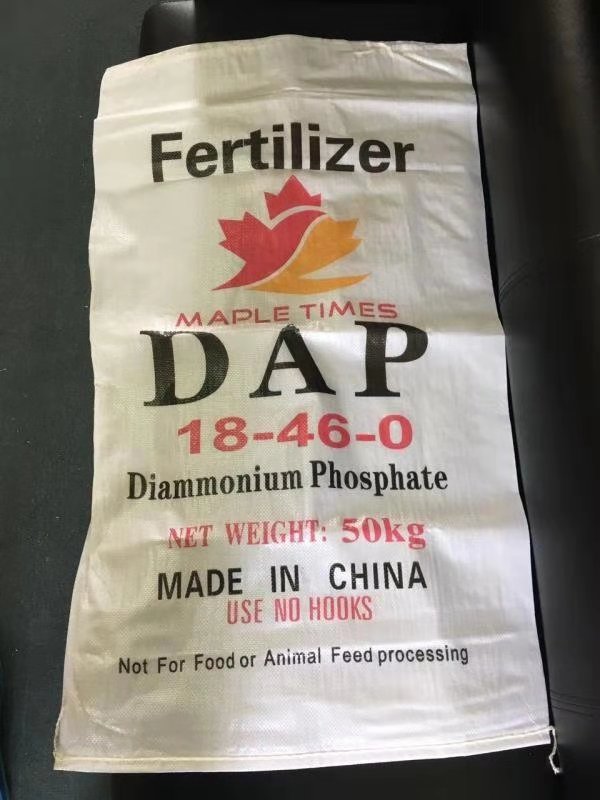 Fertilizer
MAPLE TIMES
DAP
18-46-0
Diammonium Phosphate
NET WEIGHT: 50kg
MADE IN CHINA
USE NO HOOKS
Not For Food or Animal Feed processing